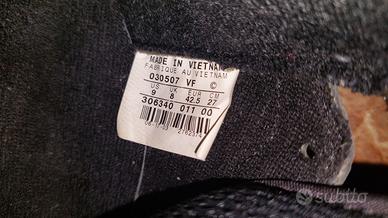 MADE IN VIETNAM
FABRIQUE AU VIETNAM
030507 VF ©
US UK EUR CM
9 8 42.5 27
306340 011 00
subito